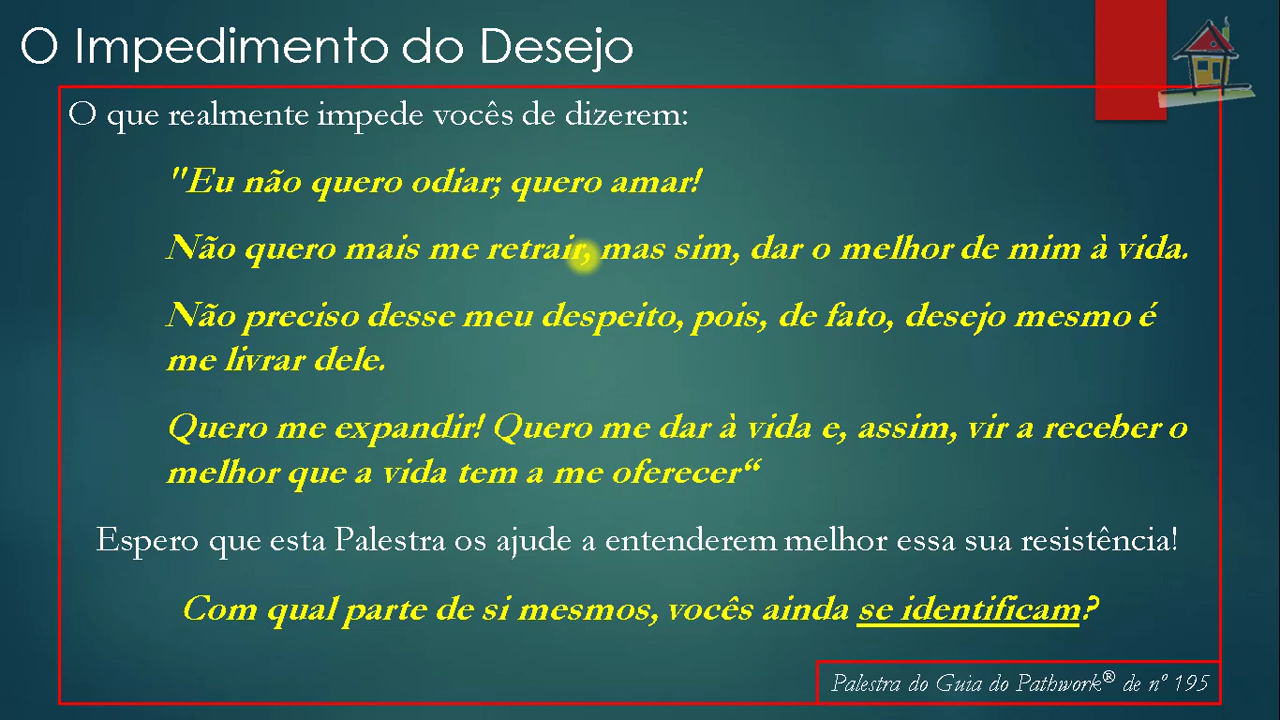 O Impedimento do Desejo
O que realmente impede vocês de dizerem:
"Eu não quero odiar; quero amar!
Não quero mais me retrair, mas sim, dar o melhor de mim à vida.
Não preciso desse meu despeito, pois, de fato, desejo mesmo é
me livrar dele.
Quero me expandir! Quero me dar à vida e, assim, vir a receber o
melhor que a vida tem a me oferecer“
Espero que esta Palestra os ajude a entenderem melhor essa sua resistência!
Com qual parte de si mesmos, vocês ainda se identificam?
Palestra do Guia do Pathwork® de nº 195